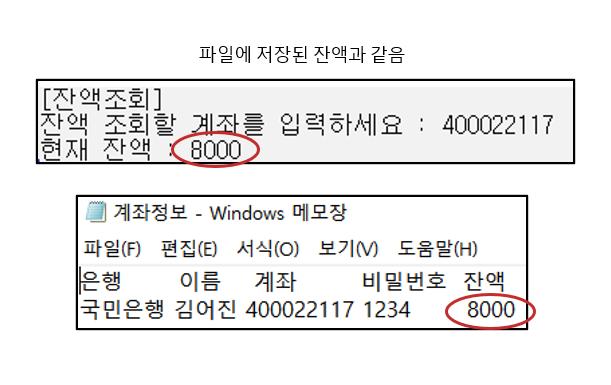 파일에 저장된 잔액과 같음
[잔액조회]
잔액 조회할 계좌를 입력하세요 : 400022117
현재 잔액 : 8000
계좌정보 - Windows 메모장
파일(F) 편집(E) 서식(O) 보기(V) 도움말(H)
은행 이름 계좌 비밀번호 잔액
국민은행 김어진 400022117 1234 8000